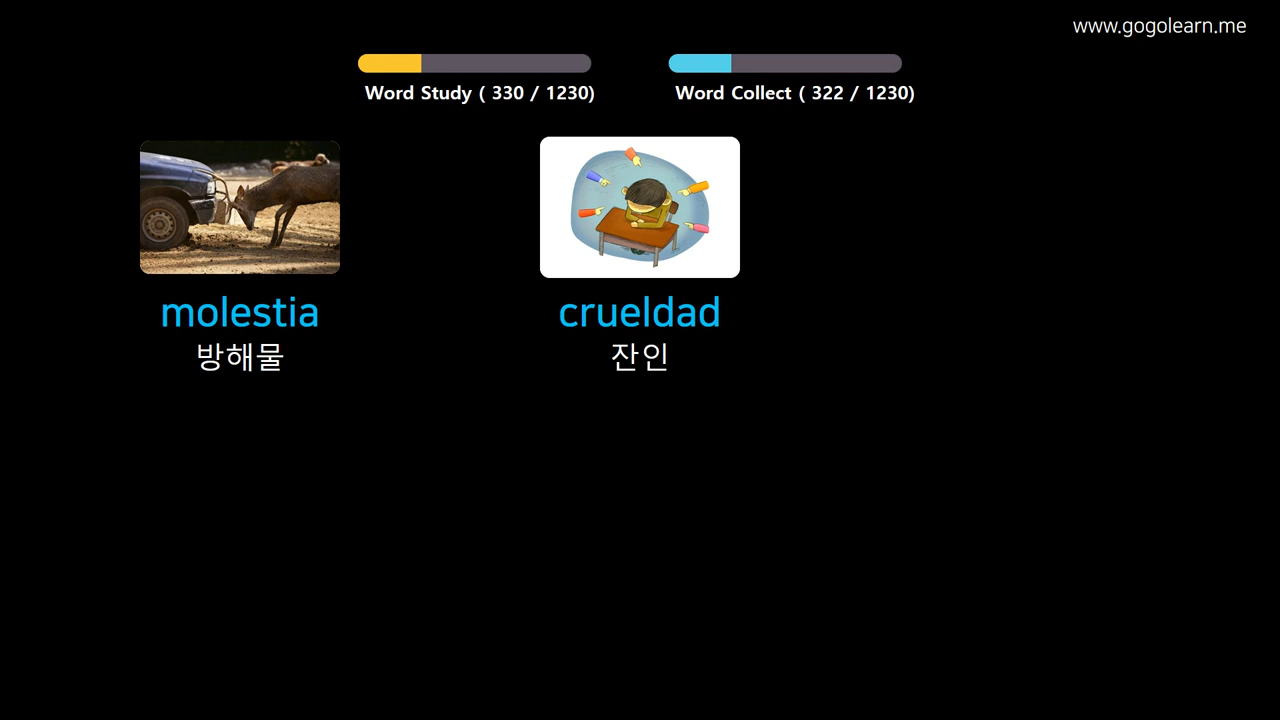 www.gogolearn.me
Word Study ( 330 / 1230)
Word Collect ( 322 / 1230)
molestia
방해물
crueldad
잔인